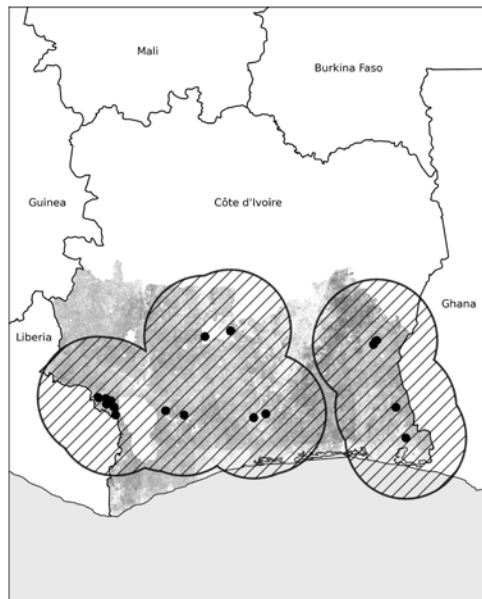 Mali
Burkina Faso
Guinea
Côte d'Ivoire
Ghana
Liberia